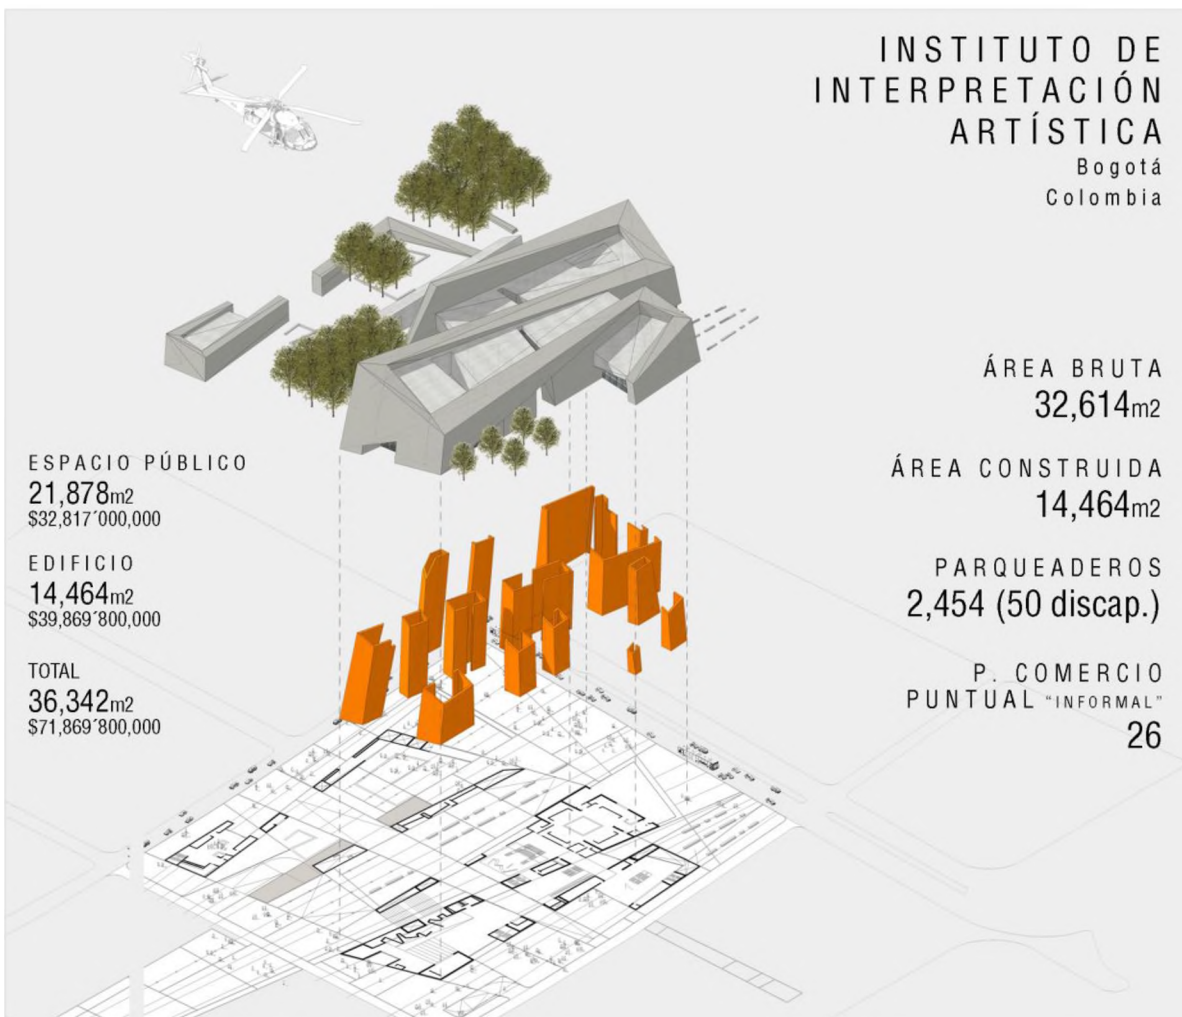 INSTITUTO DE
INTERPRETACIÓN
ARTÍSTICA
Bogotá
Colombia
ÁREA BRUTA
32,614m2
ÁREA CONSTRUIDA
14,464m2
PARQUEADEROS
2,454 (50 discap.)
P. COMERCIO
PUNTUAL "INFORMAL"
26
ESPACIO PÚBLICO
21,878m2
$32,817´000,000
EDIFICIO
14,464m2
$39,869´800,000
TOTAL
36,342m2
$71,869´800,000